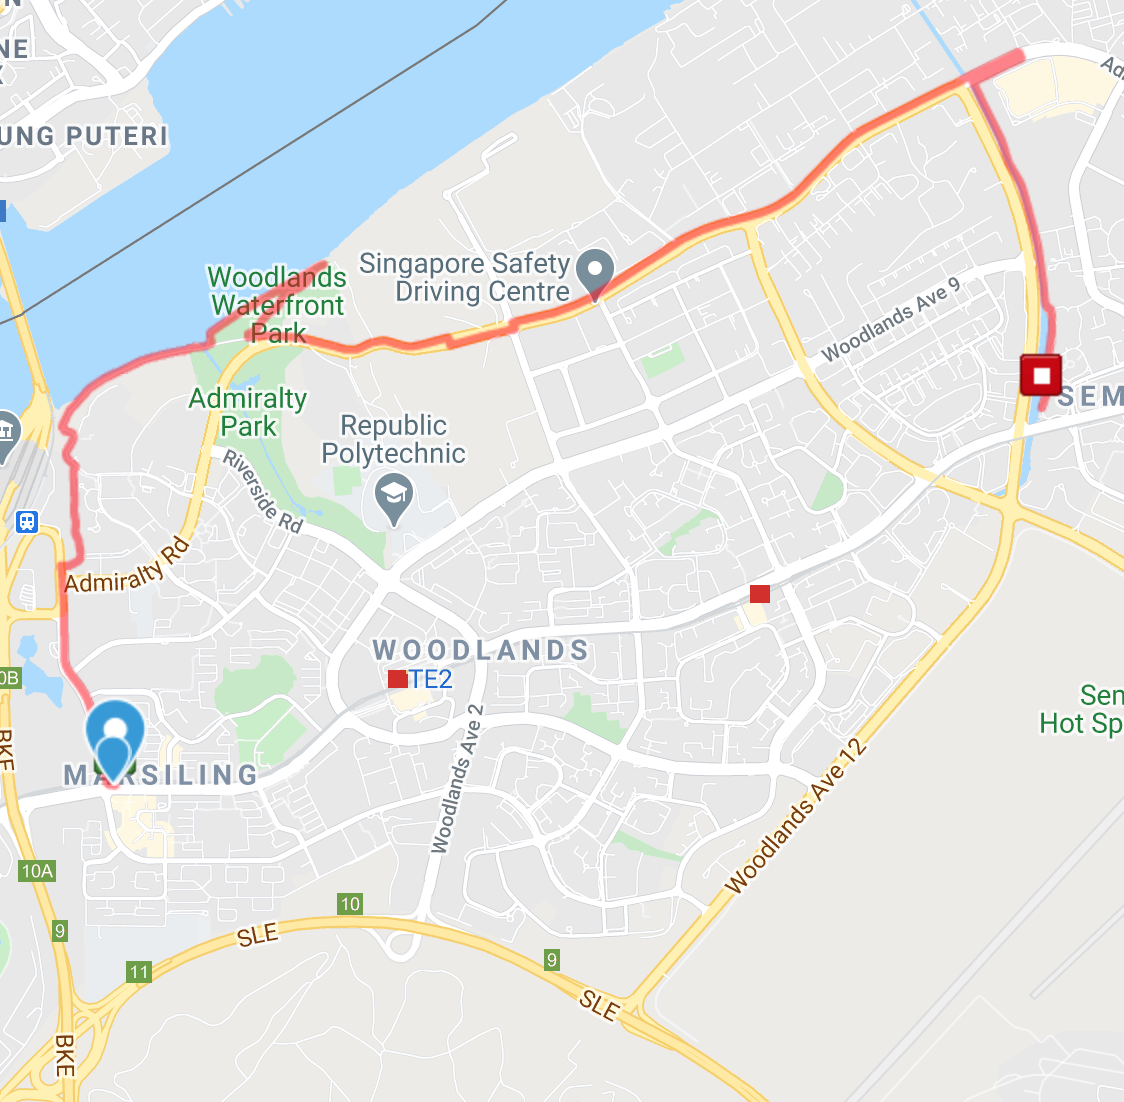 UNG PUTERI
Ad
Singapore Safety
Driving Centre
Woodlands
Waterfront
Park
Woodlands Ave 9
Admiralty
Park
SEM
Republic
Polytechnic
Riverside Rd
Admiralty Rd
WOODLANDS
TE2
0B
Sen
Hot Sp
BKE
MARSILING
Woodlands Ave 2
Woodlands Ave 12
10A
10
9
SLE
9
11
SLE
BKE